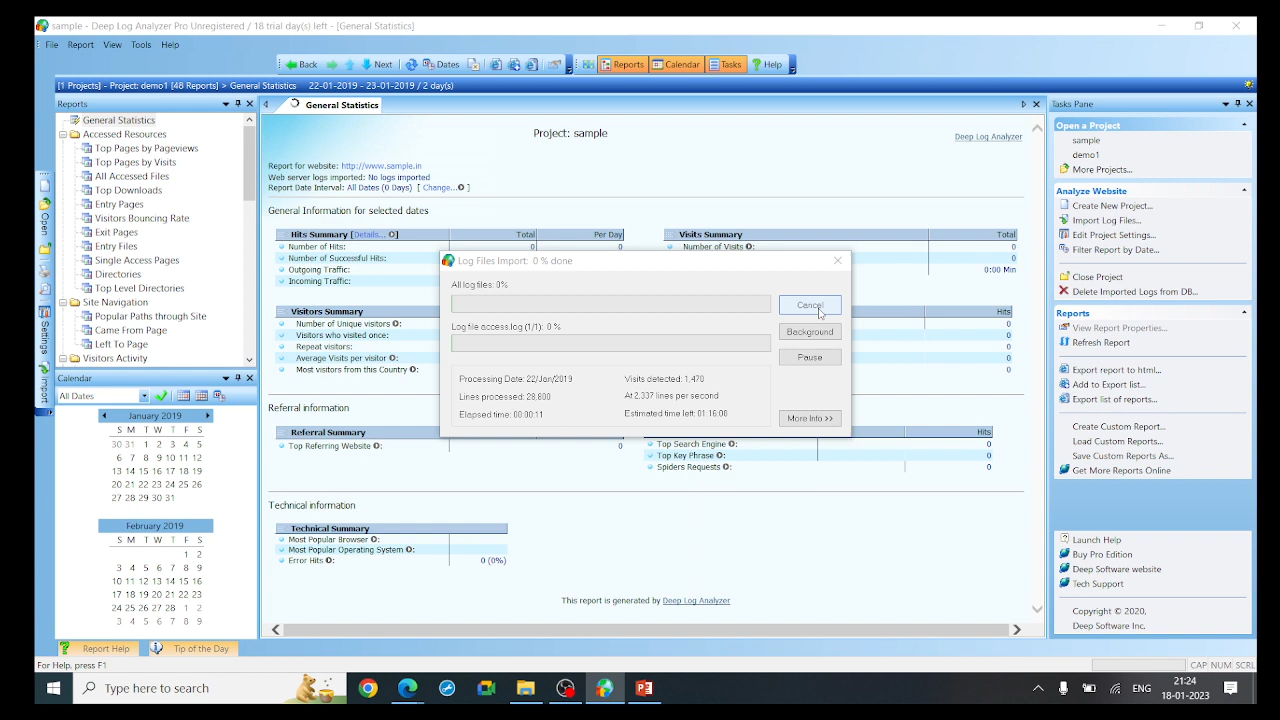 sample - Deep Log Analyzer Pro Unregistered / 18 trial day(s) left - [General Statistics]
File Report View Tools Help
Back Next Dates Reports Calendar Tasks Help
[1 Projects] - Project: demo1 [48 Reports] > General Statistics 22-01-2019 - 23-01-2019 / 2 day(s)
Reports
General Statistics
Accessed Resources
Top Pages by Pageviews
Top Pages by Visits
All Accessed Files
Top Downloads
Entry Pages
Visitors Bouncing Rate
Exit Pages
Entry Files
Single Access Pages
Directories
Top Level Directories
Site Navigation
Popular Paths through Site
Came From Page
Left To Page
Visitors Activity
Open
Settings
Import
Calendar
All Dates
January 2019
S M T W T F S
30 31 1 2 3 4 5
6 7 8 9 10 11 12
13 14 15 16 17 18 19
20 21 22 23 24 25 26
27 28 29 30 31
February 2019
S M T W T F S
1 2
3 4 5 6 7 8 9
10 11 12 13 14 15 16
17 18 19 20 21 22 23
24 25 26 27 28 1 2
3 4 5 6 7 8 9
General Statistics
Project: sample
Deep Log Analyzer
Report for website: http://www.sample.in
Web server logs imported: No logs imported
Report Date Interval: All Dates (0 Days) [ Change... ]
General Information for selected dates
Hits Summary [Details... ] Total Per Day
Number of Hits: 0 0
Number of Successful Hits:
Outgoing Traffic:
Incoming Traffic:
Visits Summary Total
Number of Visits : 0
0
0:00 Min
Visitors Summary
Number of Unique visitors :
Visitors who visited once:
Repeat visitors:
Average Visits per visitor :
Most visitors from this Country :
Hits
0
0
0
0
0
Log Files Import: 0 % done
All log files: 0%
Cancel
Log file access.log (1/1): 0 %
Background
Pause
Processing Date: 22/Jan/2019
Lines processed: 28,800
Elapsed time: 00:00:11
Visits detected: 1,470
At 2,337 lines per second
Estimated time left: 01:16:00
More Info >>
Referral information
Referral Summary
Top Referring Website : 0
Hits
Top Search Engine : 0
Top Key Phrase : 0
Spiders Requests : 0
Technical information
Technical Summary
Most Popular Browser :
Most Popular Operating System :
Error Hits : 0 (0%)
This report is generated by Deep Log Analyzer
Tasks Pane
Open a Project
sample
demo1
More Projects...
Analyze Website
Create New Project...
Import Log Files...
Edit Project Settings...
Filter Report by Date...
Close Project
Delete Imported Logs from DB...
Reports
View Report Properties...
Refresh Report
Export report to html...
Add to Export list...
Export list of reports...
Create Custom Report...
Load Custom Reports...
Save Custom Reports As...
Get More Reports Online
Launch Help
Buy Pro Edition
Deep Software website
Tech Support
Copyright © 2020,
Deep Software Inc.
Report Help Tip of the Day
For Help, press F1
CAP NUM SCRL
Type here to search
ENG
21:24
18-01-2023